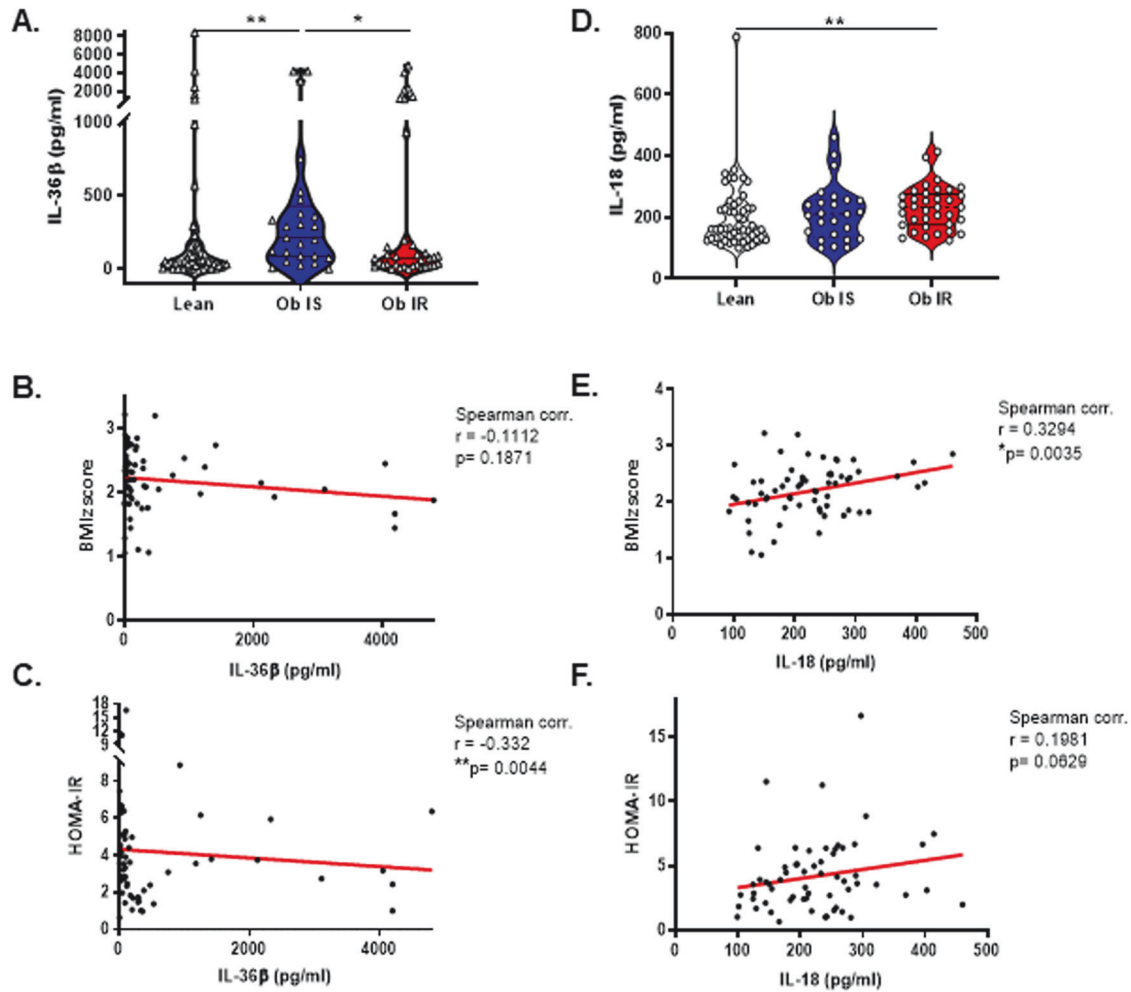 A.
** *
IL-36β (pg/ml)
8000
6000
4000
2000
1000
500
0
Lean Ob IS Ob IR
D.
**
IL-18 (pg/ml)
800
600
400
200
0
Lean Ob IS Ob IR
B.
BMIzscore
3
2
1
0
0 2000 4000
IL-36β (pg/ml)
Spearman corr.
r = -0.1112
p= 0.1871
E.
BMIzscore
4
3
2
1
0
0 100 200 300 400 500
IL-18 (pg/ml)
Spearman corr.
r = 0.3294
*p= 0.0035
C.
HOMA-IR
18
15
12
9
8
6
4
2
0
0 2000 4000
IL-36β (pg/ml)
Spearman corr.
r = -0.332
**p= 0.0044
F.
HOMA-IR
15
10
5
0
0 100 200 300 400 500
IL-18 (pg/ml)
Spearman corr.
r = 0.1981
p= 0.0629